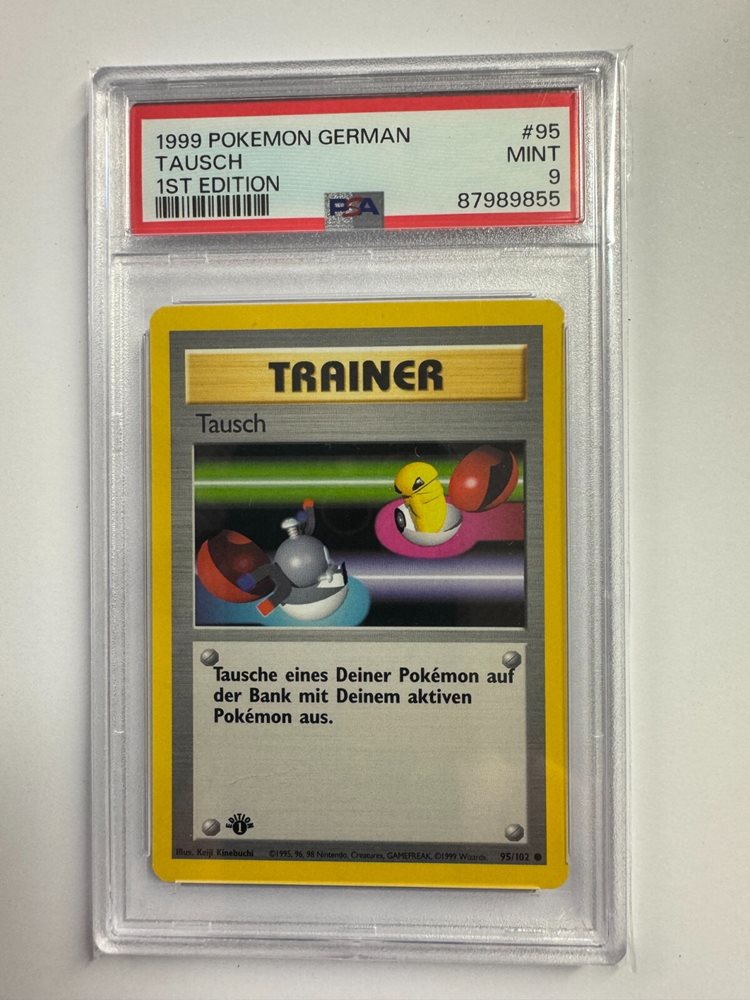 1999 POKEMON GERMAN #95
TAUSCH MINT
1ST EDITION 9
PSA 87989855
TRAINER
Tausch
Tausche eines Deiner Pokémon auf
der Bank mit Deinem aktiven
Pokémon aus.
EDITION 1
Illus. Keiji Kinebuchi ©1995, 96, 98 Nintendo, Creatures, GAMEFREAK. ©1999 Wizards. 95/102